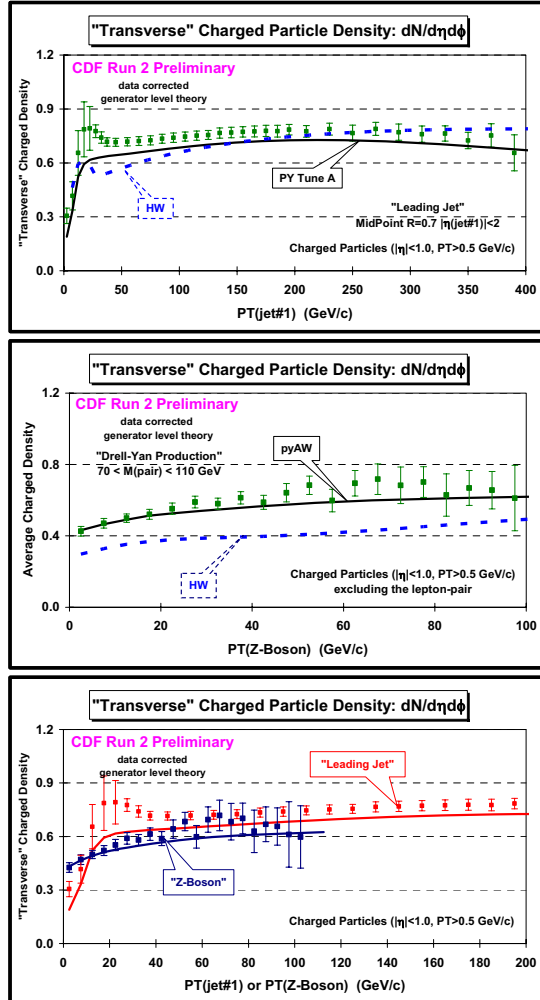 "Transverse" Charged Particle Density: dN/dηdϕ
CDF Run 2 Preliminary
data corrected
generator level theory
HW
PY Tune A
"Leading Jet"
MidPoint R=0.7 |η(jet#1)|<2
Charged Particles (|η|<1.0, PT>0.5 GeV/c)
"Transverse" Charged Density
1.2
0.9
0.6
0.3
0.0
0 50 100 150 200 250 300 350 400
PT(jet#1) (GeV/c)
"Transverse" Charged Particle Density: dN/dηdϕ
CDF Run 2 Preliminary
data corrected
generator level theory
"Drell-Yan Production"
70 < M(pair) < 110 GeV
pyAW
HW
Charged Particles (|η|<1.0, PT>0.5 GeV/c)
excluding the lepton-pair
Average Charged Density
1.2
0.8
0.4
0.0
0 20 40 60 80 100
PT(Z-Boson) (GeV/c)
"Transverse" Charged Particle Density: dN/dηdϕ
CDF Run 2 Preliminary
data corrected
generator level theory
"Leading Jet"
"Z-Boson"
Charged Particles (|η|<1.0, PT>0.5 GeV/c)
"Transverse" Charged Density
1.2
0.9
0.6
0.3
0.0
0 20 40 60 80 100 120 140 160 180 200
PT(jet#1) or PT(Z-Boson) (GeV/c)